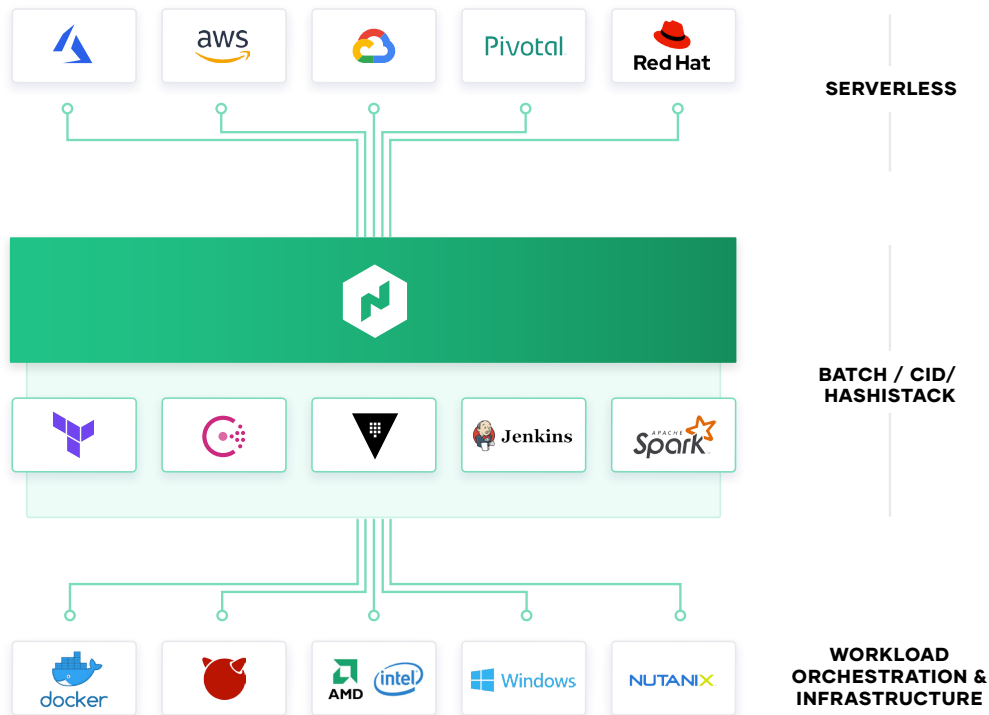 aws
Pivotal
Red Hat
SERVERLESS
BATCH / CID/
HASHISTACK
Jenkins
APACHE
Spark
docker
AMD
intel
Windows
NUTANIX
WORKLOAD
ORCHESTRATION &
INFRASTRUCTURE